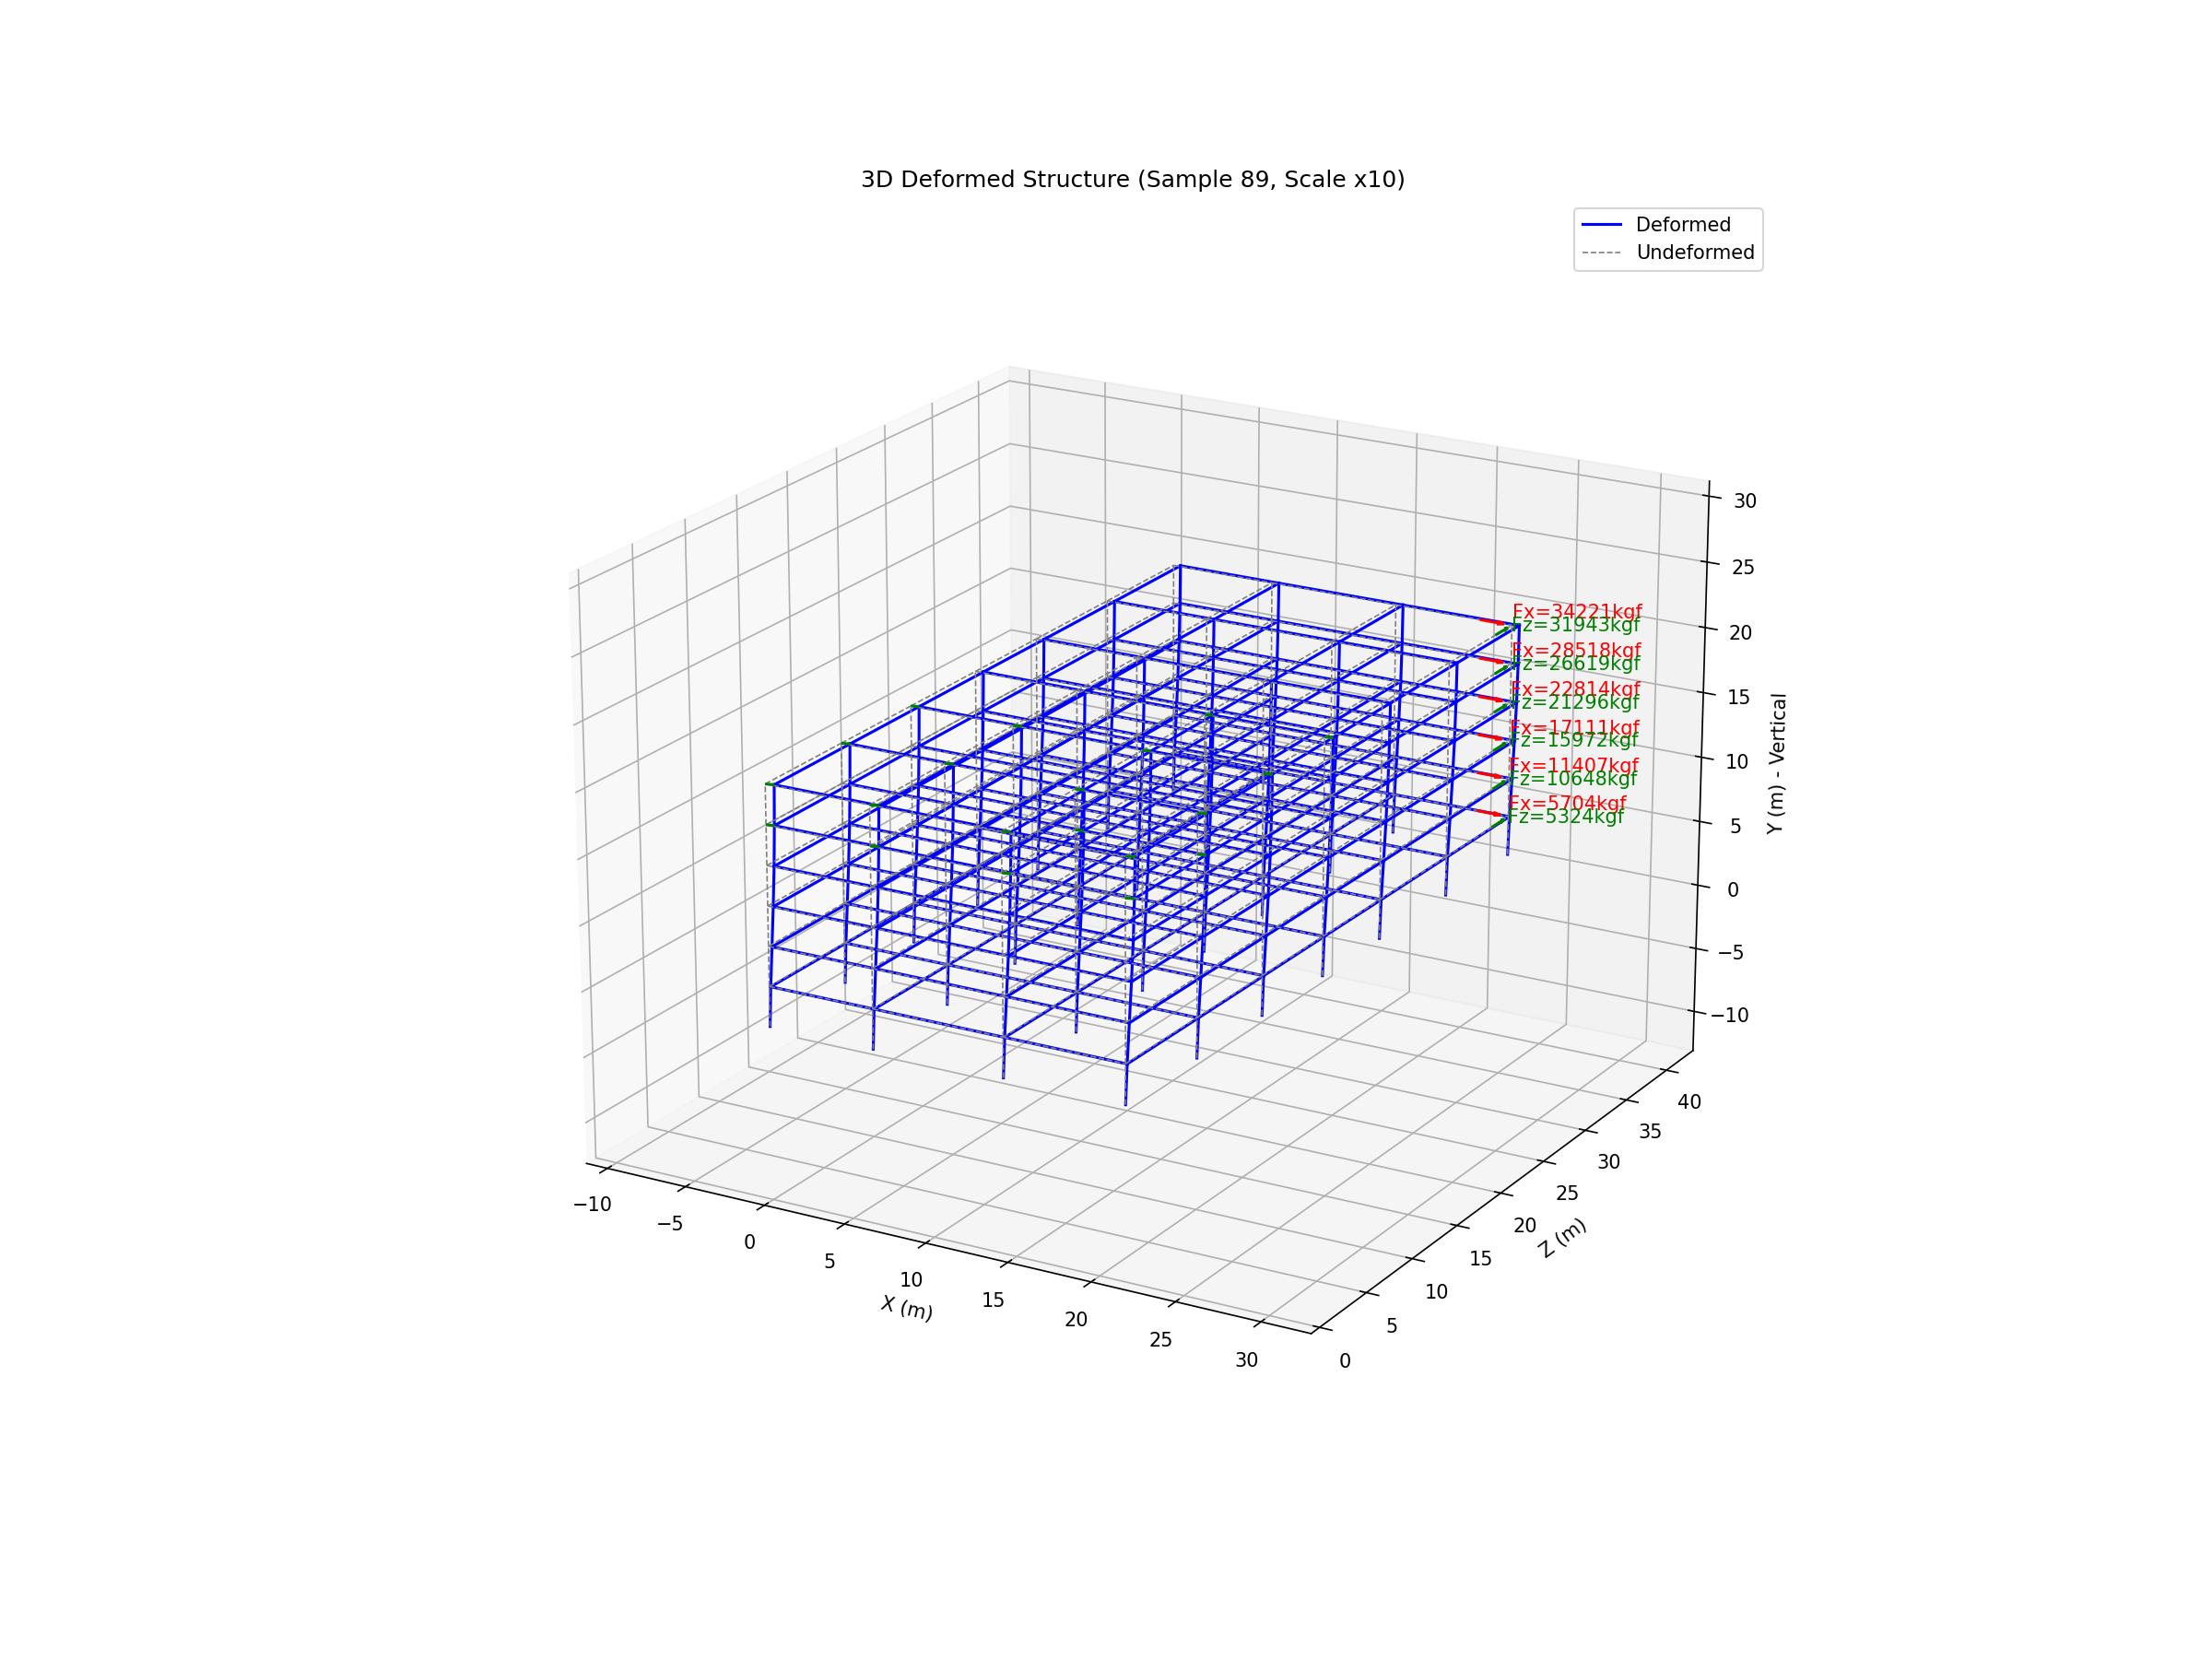 3D Deformed Structure (Sample 89, Scale x10)
Deformed
Undeformed
Fx=34221kgf
Fz=31943kgf
Fx=28518kgf
Fz=26619kgf
Fx=22814kgf
Fz=21296kgf
Fx=17111kgf
Fz=15972kgf
Fx=11407kgf
Fz=10648kgf
Fx=5704kgf
Fz=5324kgf
30
25
20
15
10
5
0
−5
−10
Y (m) - Vertical
40
35
30
25
20
15
10
5
0
Z (m)
−10
−5
0
5
10
15
20
25
30
X (m)